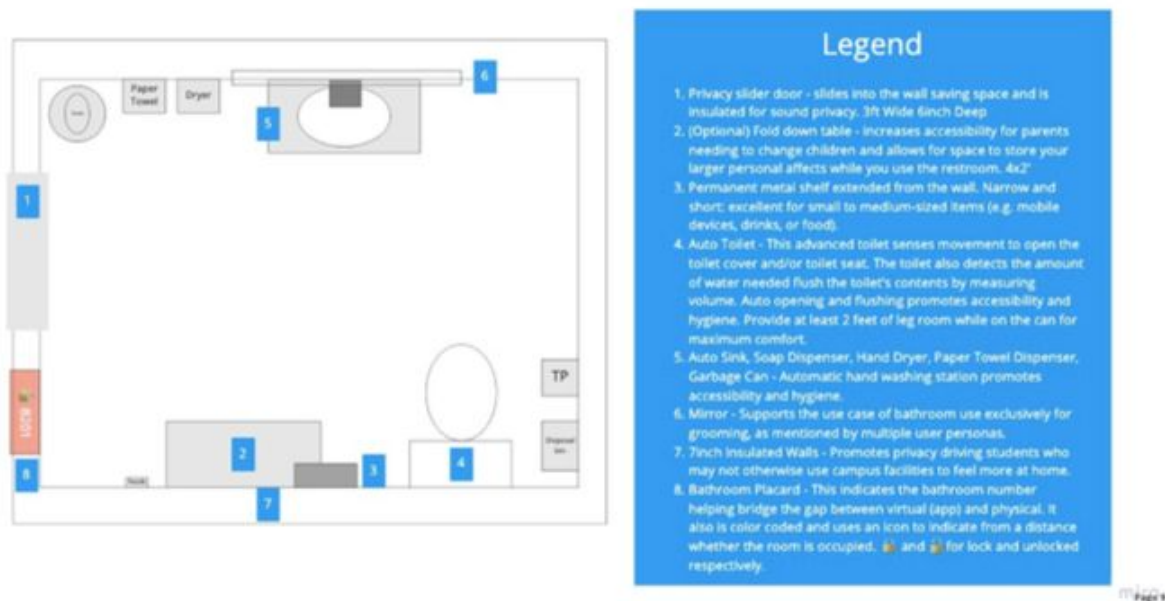 Paper
Towel
Dryer
6
5
1
TP
8201
2
3
4
8
Hook
7
Legend
1. Privacy slider door - slides into the wall saving space and is
insulated for sound privacy. 3ft Wide 6inch Deep
2. (Optional) Fold down table - increases accessibility for parents
needing to change children and allows for space to store your
larger personal affects while you use the restroom. 4x2'
3. Permanent metal shelf extended from the wall. Narrow and
short: excellent for small to medium-sized items (e.g. mobile
devices, drinks, or food).
4. Auto Toilet - This advanced toilet senses movement to open the
toilet cover and/or toilet seat. The toilet also detects the amount
of water needed flush the toilet's contents by measuring
volume. Auto opening and flushing promotes accessibility and
hygiene. Provide at least 2 feet of leg room while on the can for
maximum comfort.
5. Auto Sink, Soap Dispenser, Hand Dryer, Paper Towel Dispenser,
Garbage Can - Automatic hand washing station promotes
accessibility and hygiene.
6. Mirror - Supports the use case of bathroom use exclusively for
grooming, as mentioned by multiple user personas.
7. 7inch Insulated Walls - Promotes privacy driving students who
may not otherwise use campus facilities to feel more at home.
8. Bathroom Placard - This indicates the bathroom number
helping bridge the gap between virtual (app) and physical. It
also is color coded and uses an icon to indicate from a distance
whether the room is occupied. 🔒 and 🔓 for lock and unlocked
respectively.
miro